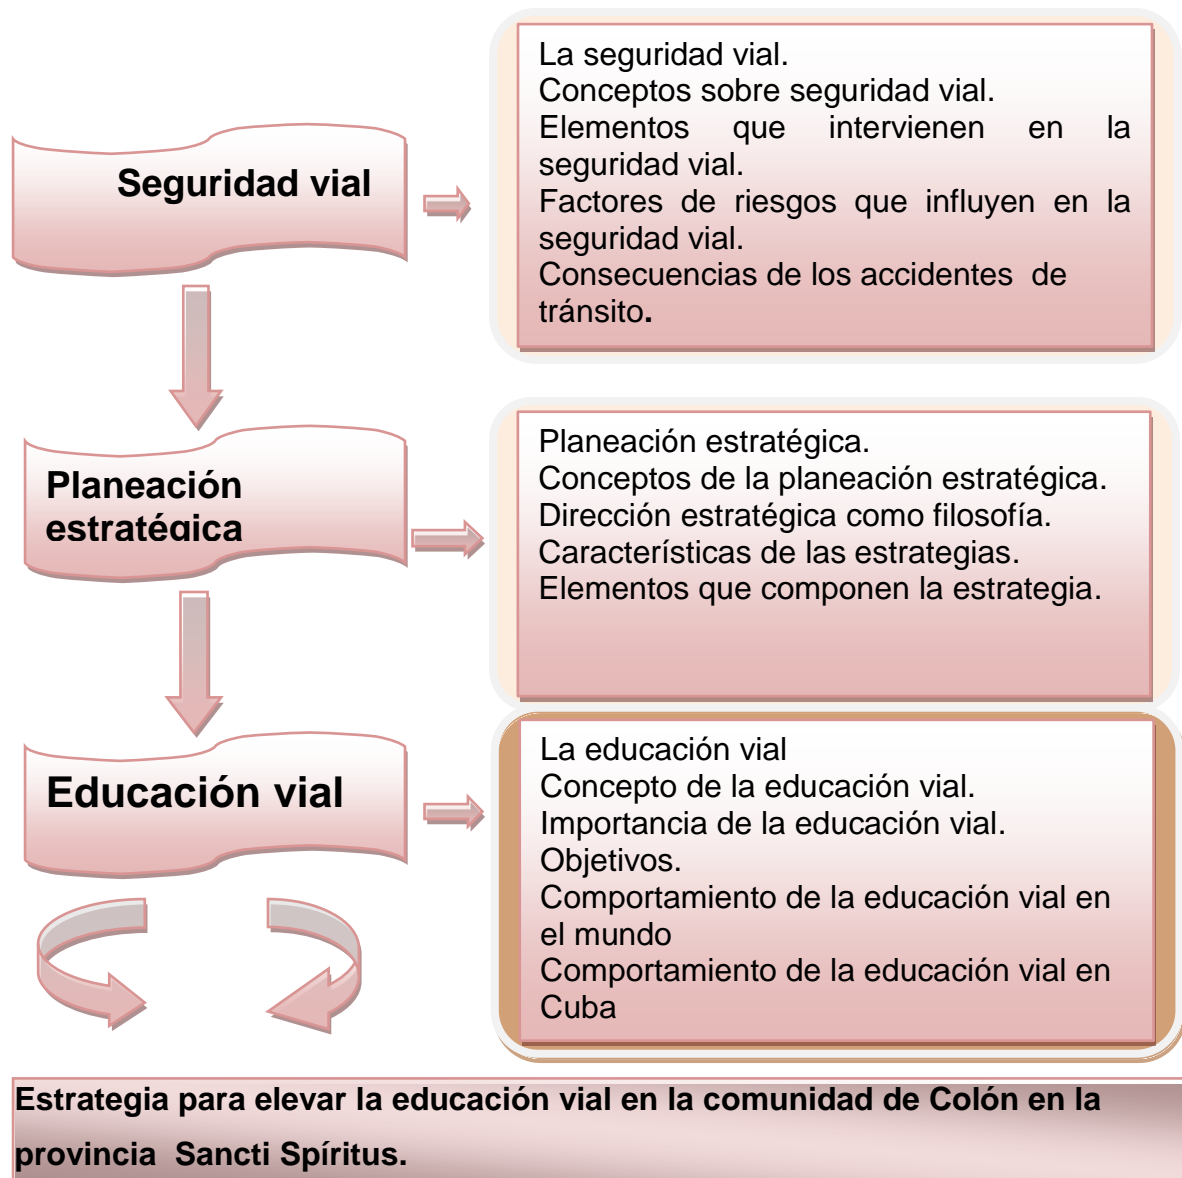 Seguridad vial
La seguridad vial.
Conceptos sobre seguridad vial.
Elementos que intervienen en la
seguridad vial.
Factores de riesgos que influyen en la
seguridad vial.
Consecuencias de los accidentes de
tránsito.
Planeación
estratégica
Planeación estratégica.
Conceptos de la planeación estratégica.
Dirección estratégica como filosofía.
Características de las estrategias.
Elementos que componen la estrategia.
Educación vial
La educación vial
Concepto de la educación vial.
Importancia de la educación vial.
Objetivos.
Comportamiento de la educación vial en
el mundo
Comportamiento de la educación vial en
Cuba
Estrategia para elevar la educación vial en la comunidad de Colón en la
provincia Sancti Spíritus.